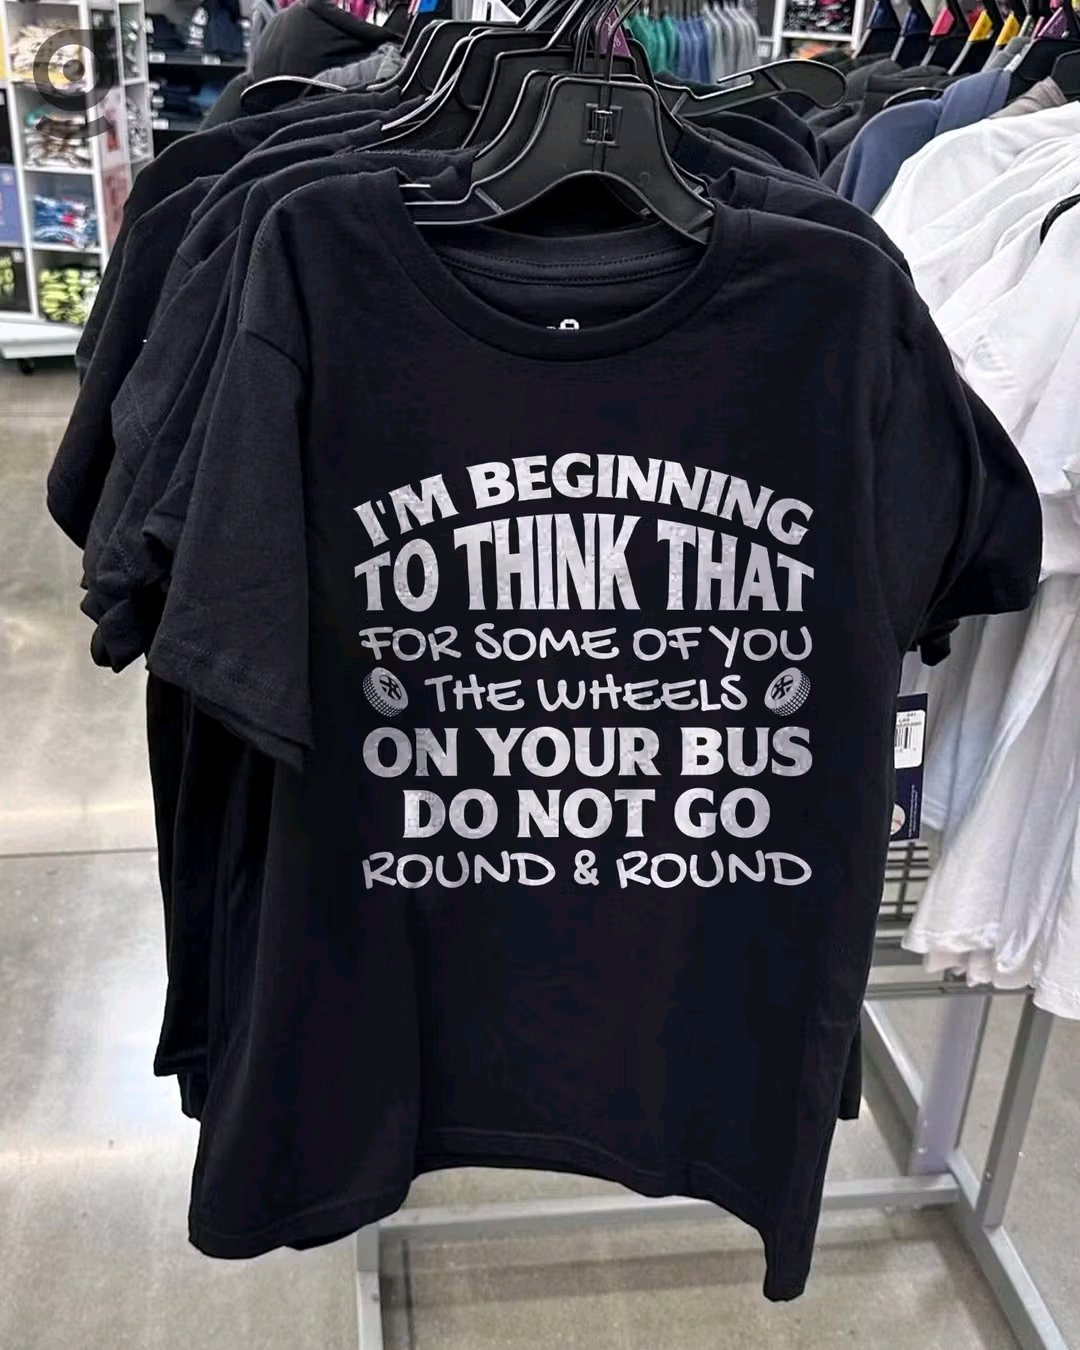 I'M BEGINNING
TO THINK THAT
FOR SOME OF YOU
THE WHEELS
ON YOUR BUS
DO NOT GO
ROUND & ROUND